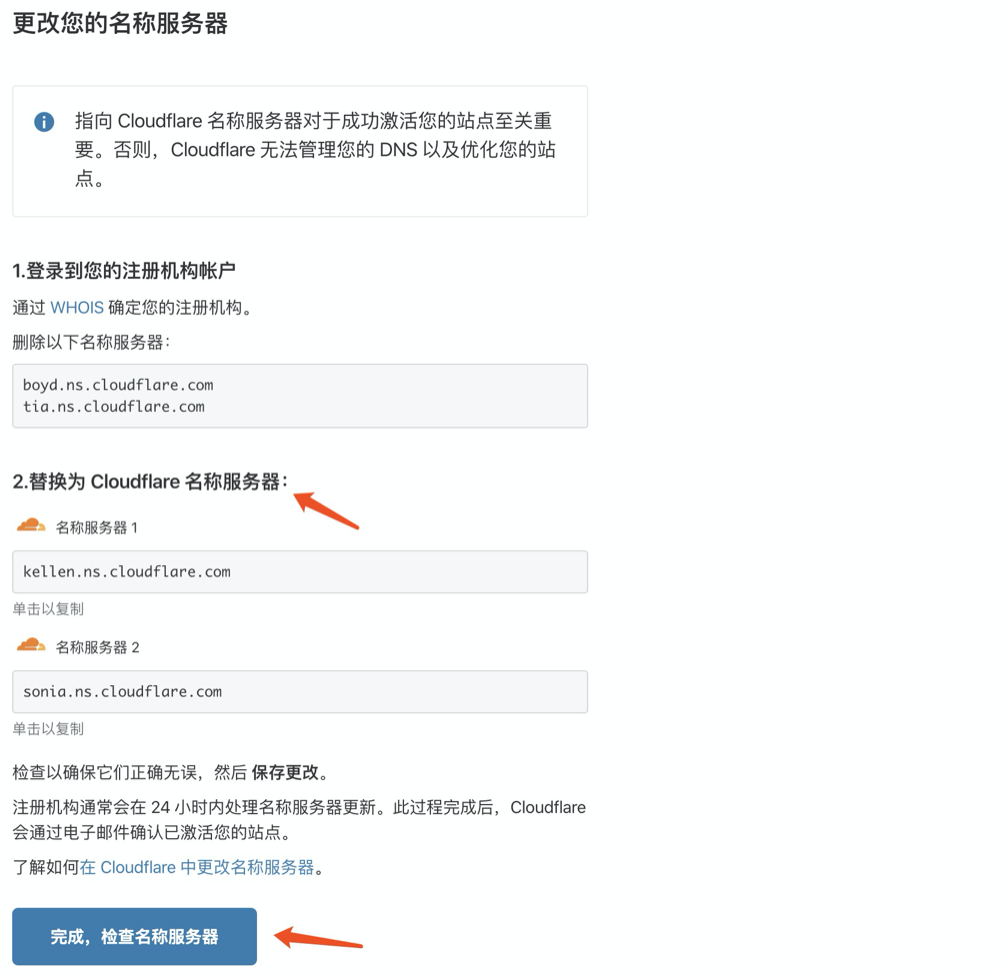 更改您的名称服务器
指向 Cloudflare 名称服务器对于成功激活您的站点至关重
要。否则，Cloudflare 无法管理您的 DNS 以及优化您的站
点。
1.登录到您的注册机构帐户
通过 WHOIS 确定您的注册机构。
删除以下名称服务器：
boyd.ns.cloudflare.com
tia.ns.cloudflare.com
2.替换为 Cloudflare 名称服务器：
名称服务器 1
kellen.ns.cloudflare.com
单击以复制
名称服务器 2
sonia.ns.cloudflare.com
单击以复制
检查以确保它们正确无误，然后 保存更改。
注册机构通常会在 24 小时内处理名称服务器更新。此过程完成后，Cloudflare
会通过电子邮件确认已激活您的站点。
了解如何在 Cloudflare 中更改名称服务器。
完成，检查名称服务器